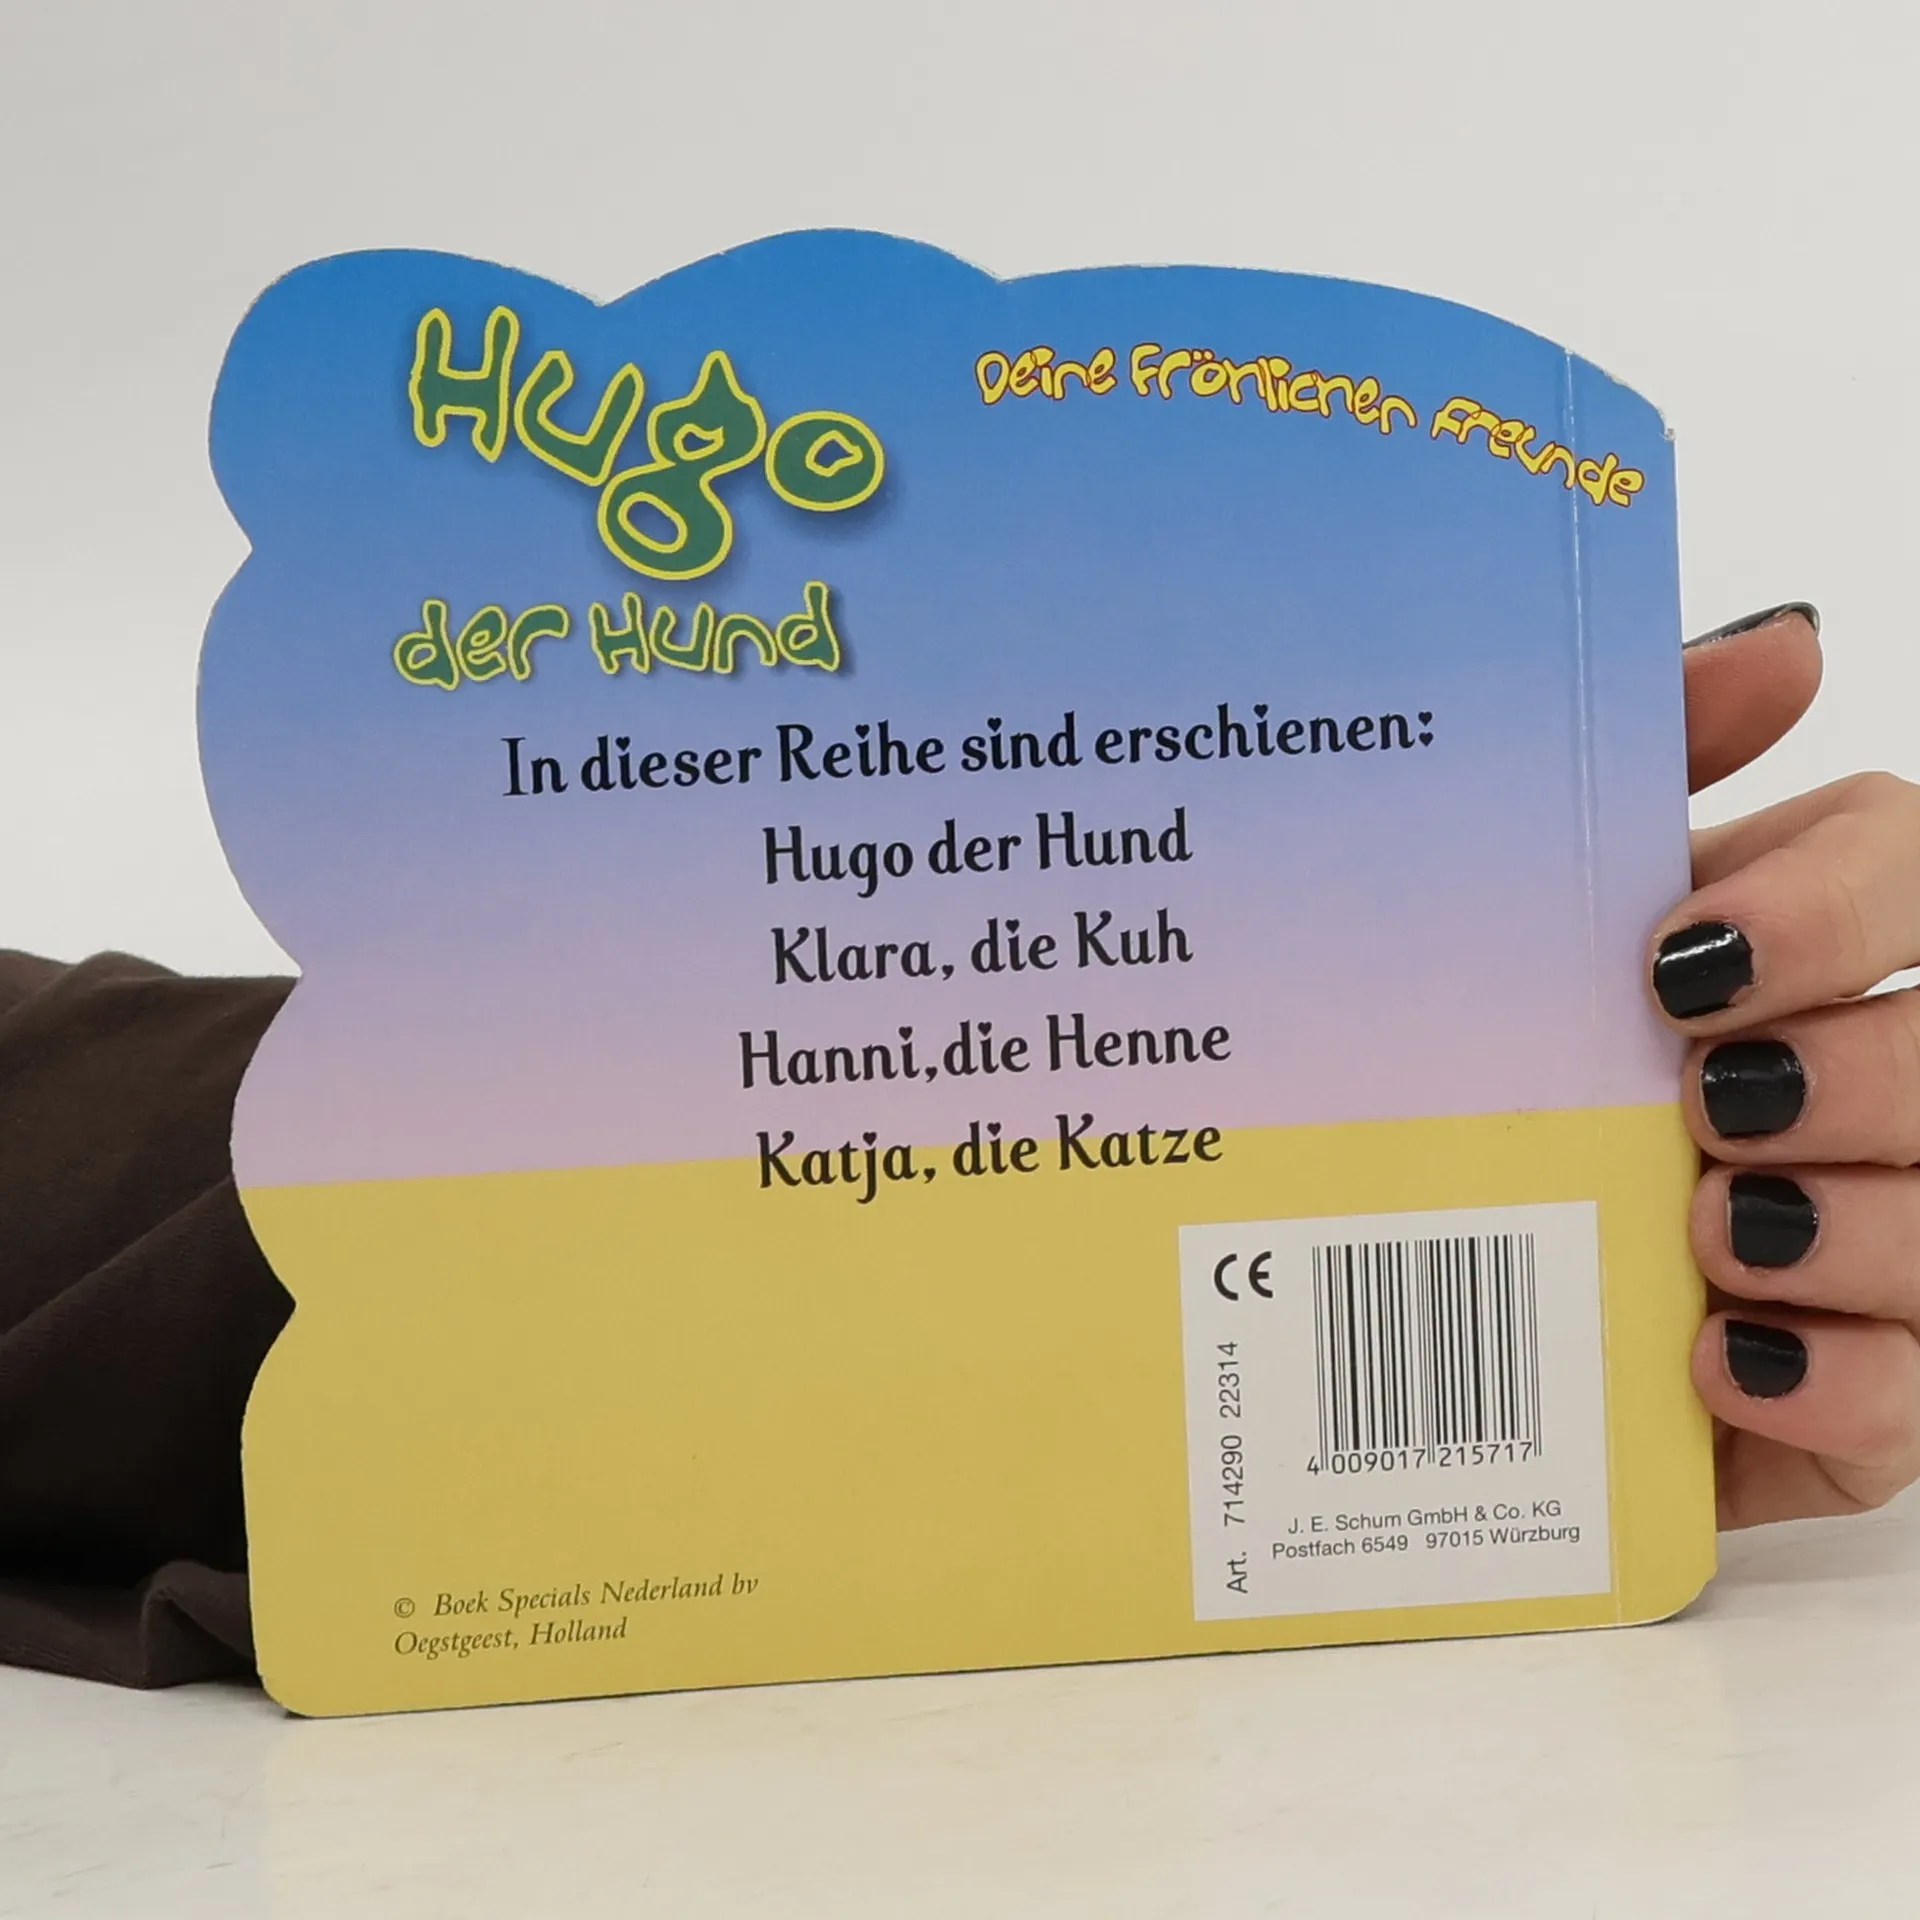 Hugo
der Hund
Deine Fröhlichen Freunde
In dieser Reihe sind erschienen:
Hugo der Hund
Klara, die Kuh
Hanni,die Henne
Katja, die Katze
CE
Art. 714290 22314
4 009017 215717
J. E. Schum GmbH & Co. KG
Postfach 6549 97015 Würzburg
© Boek Specials Nederland bv
Oegstgeest, Holland